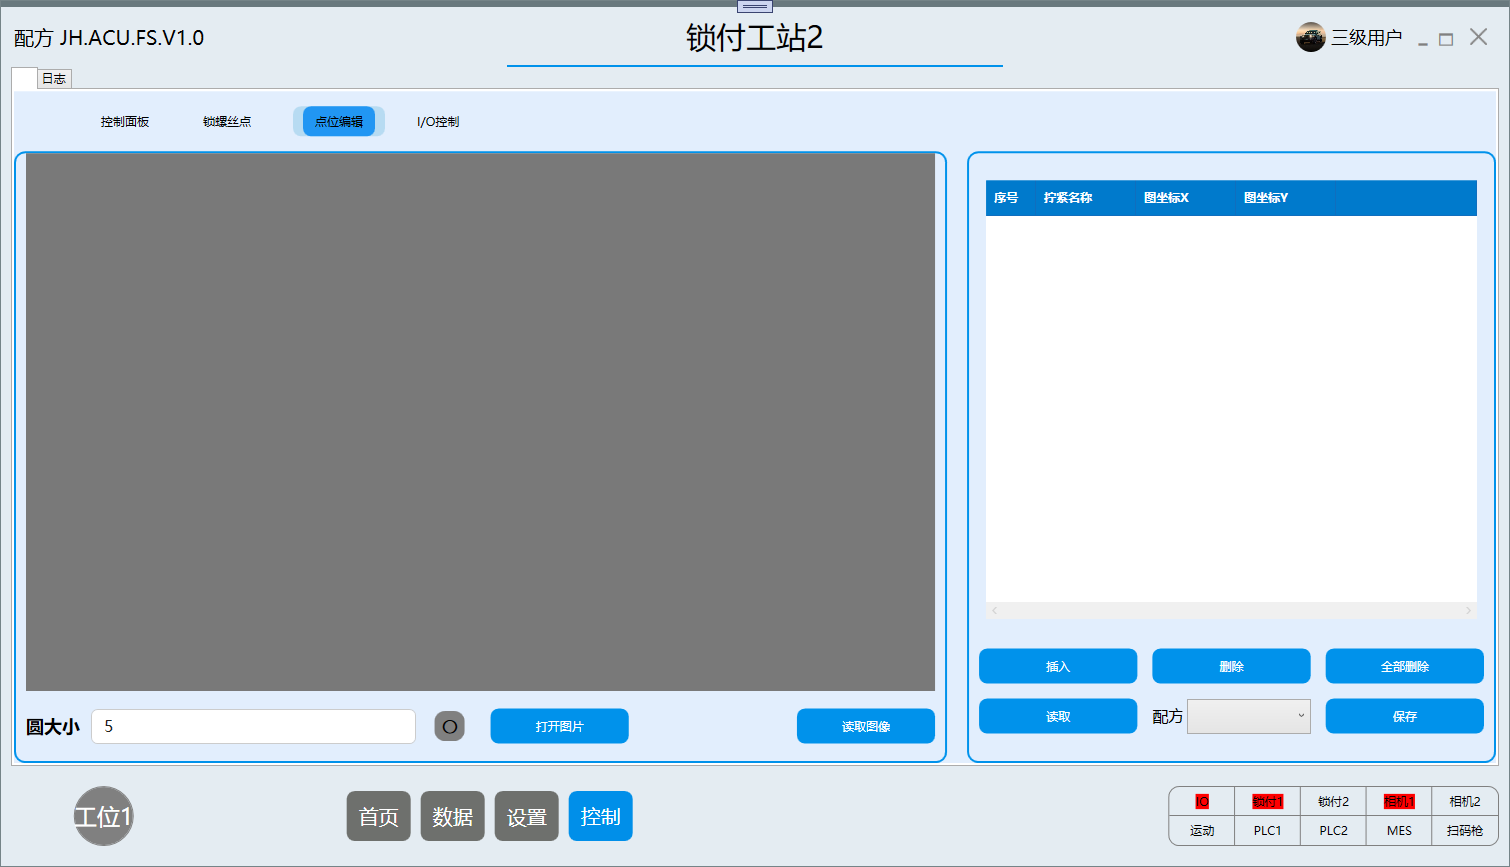 配方 JH.ACU.FS.V1.0
锁付工站2
三级用户
日志
控制面板 锁螺丝点 点位编辑 I/O控制
序号 拧紧名称 图坐标X 图坐标Y
插入 删除 全部删除
读取 配方 保存
圆大小 5 O 打开图片 读取图像
工位1
首页 数据 设置 控制
IO 锁付1 锁付2 相机1 相机2
运动 PLC1 PLC2 MES 扫码枪